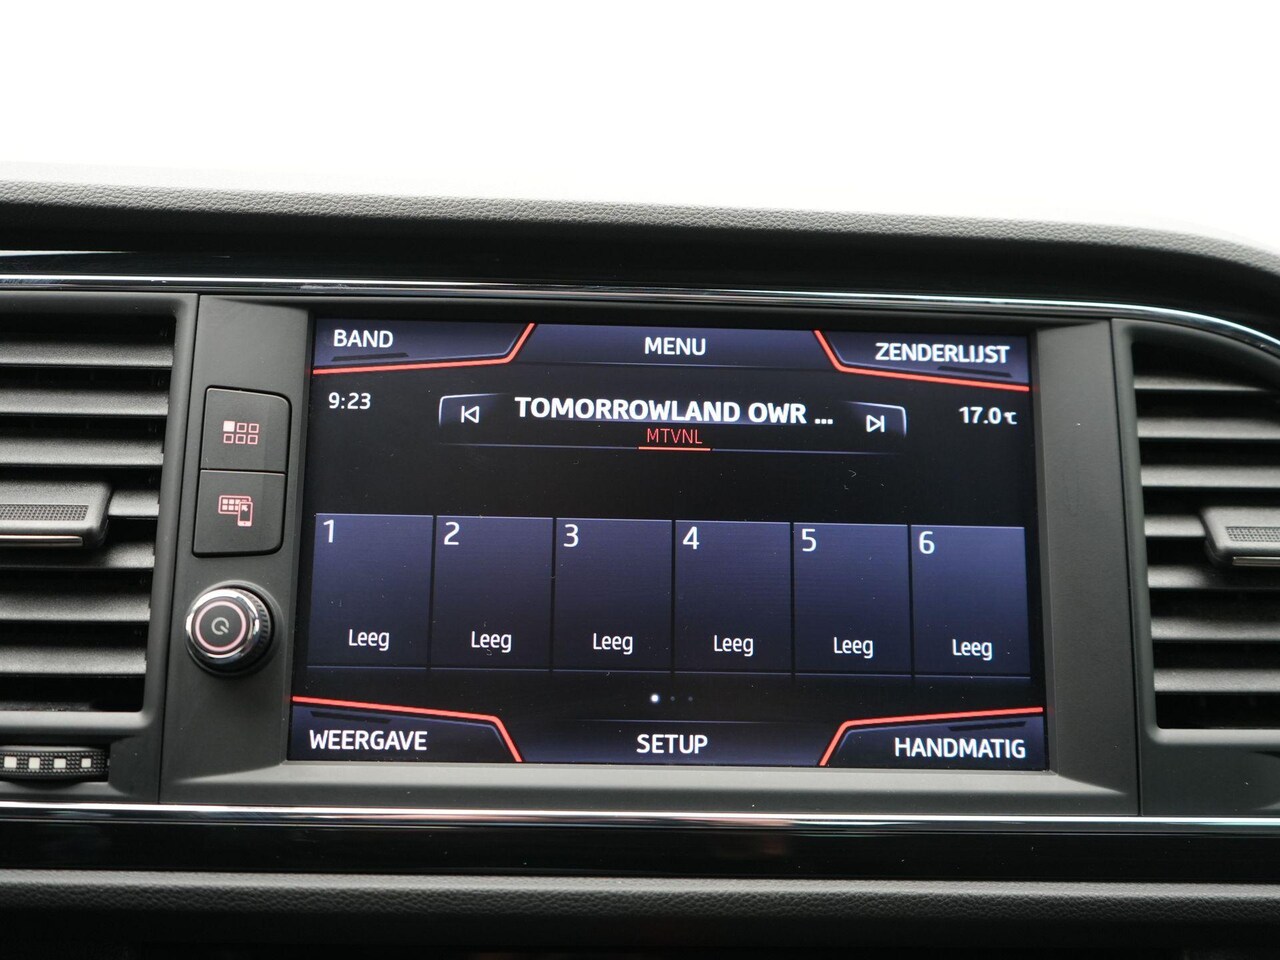 BAND
MENU
ZENDERLIJST
9:23
TOMORROWLAND OWR ...
17.0°C
MTVNL
1
2
3
4
5
6
Leeg
Leeg
Leeg
Leeg
Leeg
Leeg
WEERGAVE
SETUP
HANDMATIG